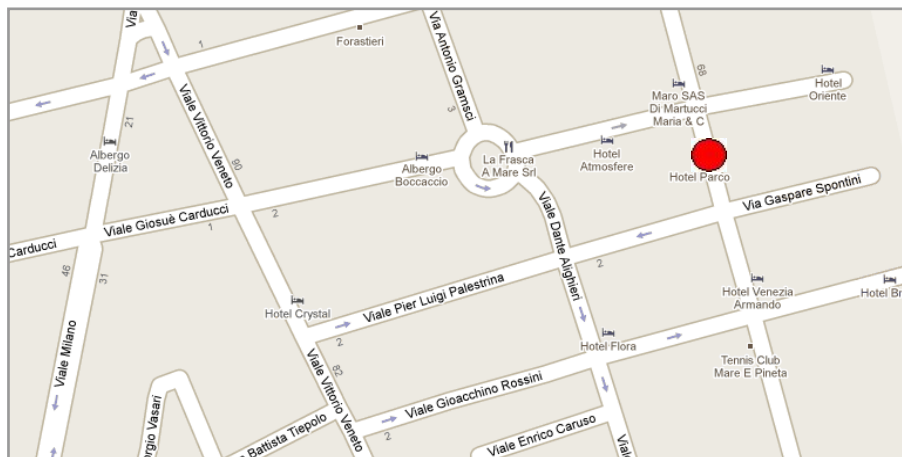 Via
1
Forastieri
Via Antonio Gramsci
68
Hotel
Oriente
Maro SAS
Di Martucci
Maria & C
3
21
Viale Vittorio Veneto
Albergo
Delizia
90
Albergo
Boccaccio
La Frasca
A Mare Srl
Hotel
Atmosfere
Hotel Parco
Via Gaspare Spontini
2
Viale Giosuè Carducci
1
Carducci
Viale Dante Alighieri
2
46
31
Viale Pier Luigi Palestrina
Hotel Crystal
Hotel Venezia
Armando
Hotel Br
2
Hotel Flora
Viale Milano
Viale Vittorio Veneto
82
Tennis Club
Mare E Pineta
Viale Gioacchino Rossini
2
orgio Vasari
Battista Tiepolo
Viale Enrico Caruso
Viale